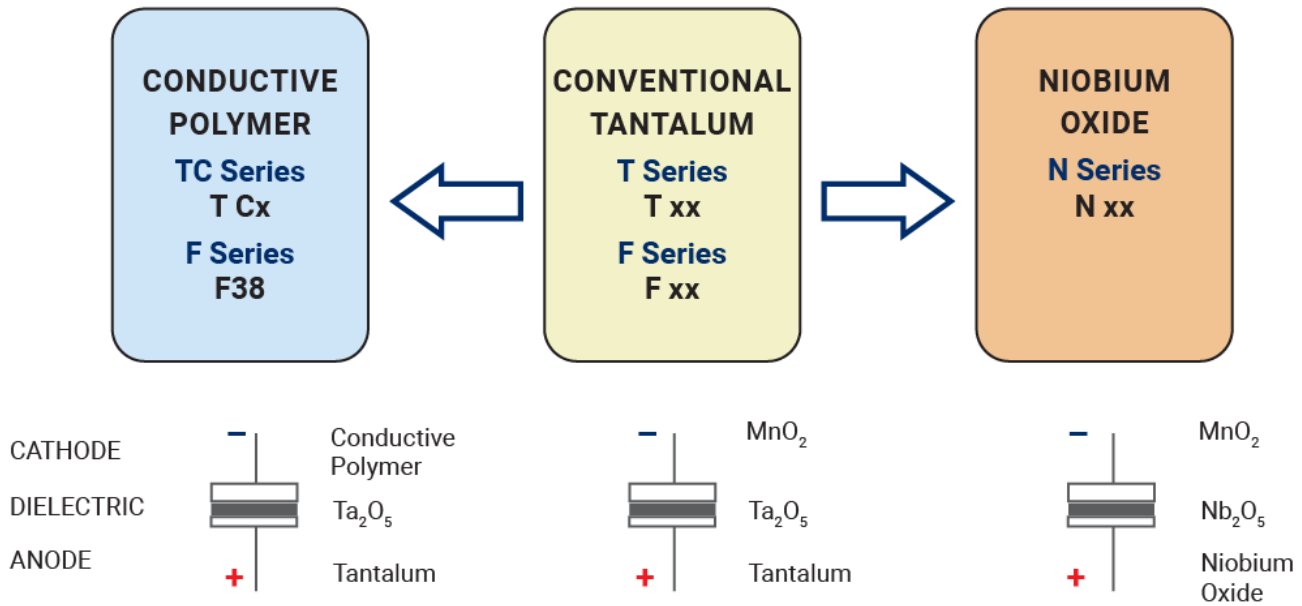 CONDUCTIVE
POLYMER
TC Series
T Cx
F Series
F38
CONVENTIONAL
TANTALUM
T Series
T xx
F Series
F xx
NIOBIUM
OXIDE
N Series
N xx
CATHODE
DIELECTRIC
ANODE
−
Conductive
Polymer
Ta₂O₅
+
Tantalum
−
MnO₂
Ta₂O₅
+
Tantalum
−
MnO₂
Nb₂O₅
+
Niobium
Oxide